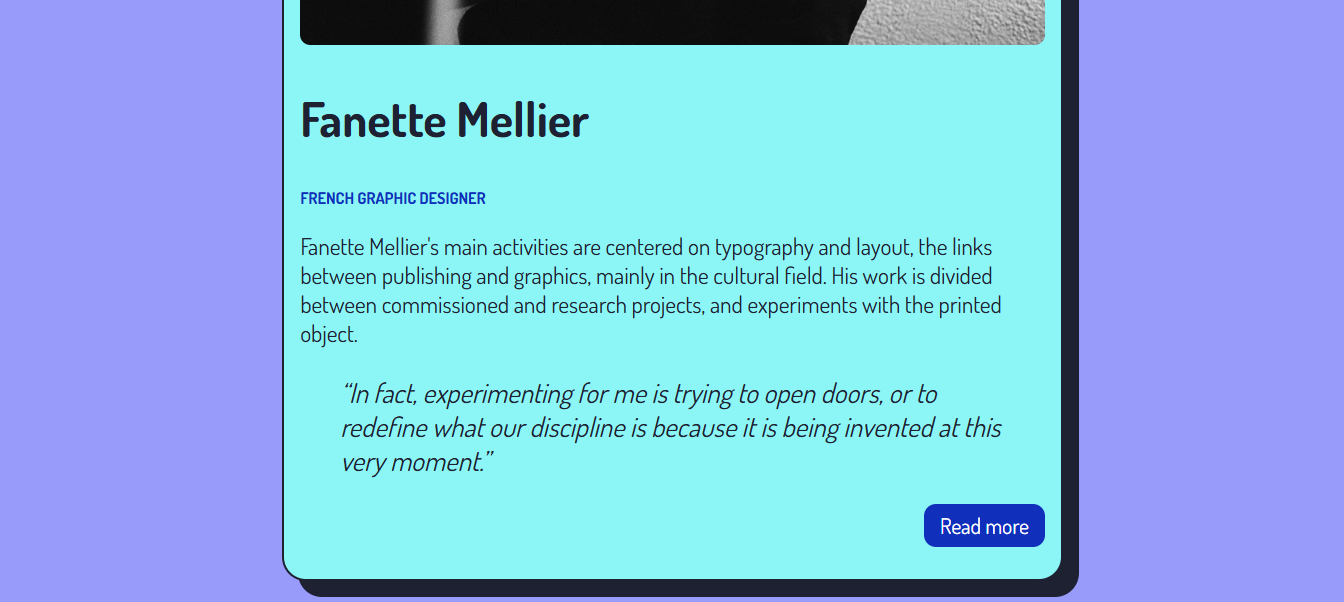 Fanette Mellier
FRENCH GRAPHIC DESIGNER
Fanette Mellier's main activities are centered on typography and layout, the links
between publishing and graphics, mainly in the cultural field. His work is divided
between commissioned and research projects, and experiments with the printed
object.
“In fact, experimenting for me is trying to open doors, or to
redefine what our discipline is because it is being invented at this
very moment.”
Read more